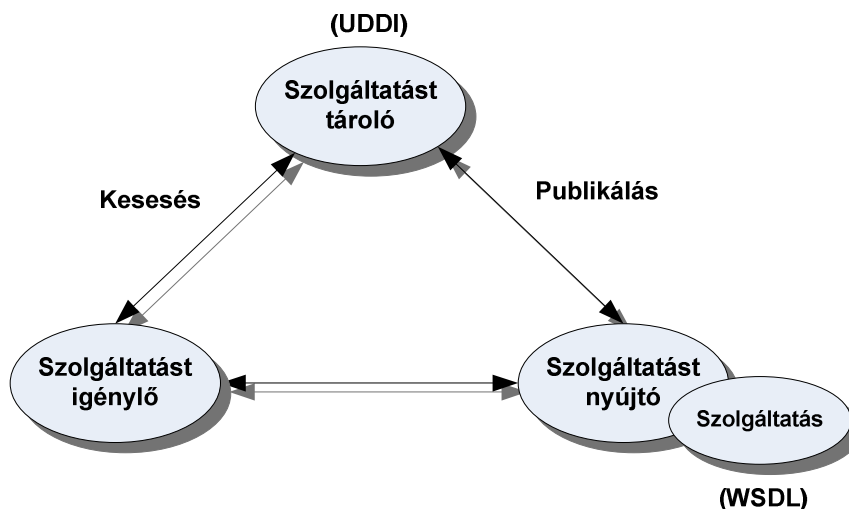 (UDDI)
Szolgáltatást
tároló
Kesesés
Publikálás
Szolgáltatást
igénylő
Szolgáltatást
nyújtó
Szolgáltatás
(WSDL)